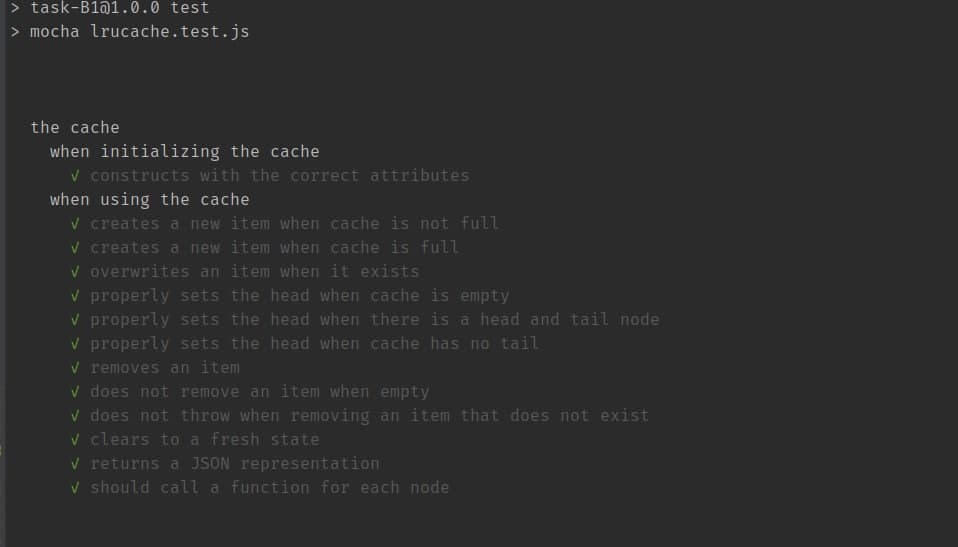 > task-B1@1.0.0 test
> mocha lrucache.test.js
the cache
when initializing the cache
√ constructs with the correct attributes
when using the cache
√ creates a new item when cache is not full
√ creates a new item when cache is full
√ overwrites an item when it exists
√ properly sets the head when cache is empty
√ properly sets the head when there is a head and tail node
√ properly sets the head when cache has no tail
√ removes an item
√ does not remove an item when empty
√ does not throw when removing an item that does not exist
√ clears to a fresh state
√ returns a JSON representation
√ should call a function for each node